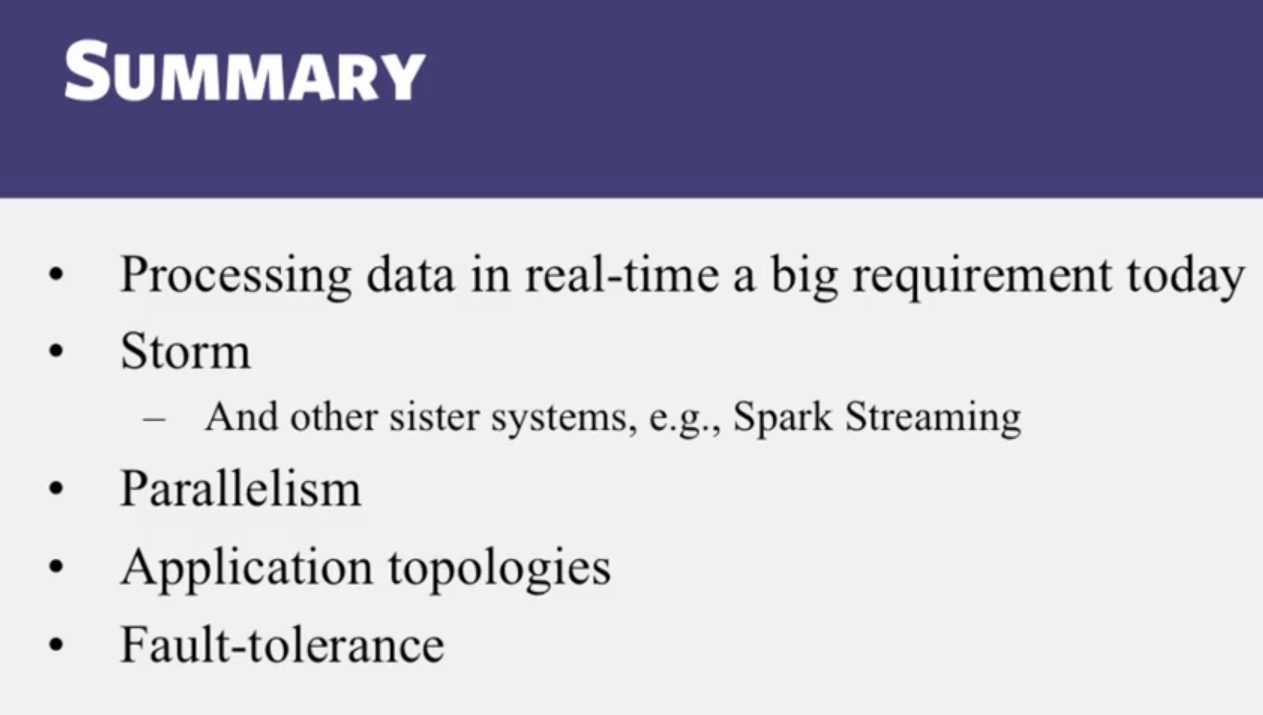 SUMMARY
• Processing data in real-time a big requirement today
• Storm
– And other sister systems, e.g., Spark Streaming
• Parallelism
• Application topologies
• Fault-tolerance